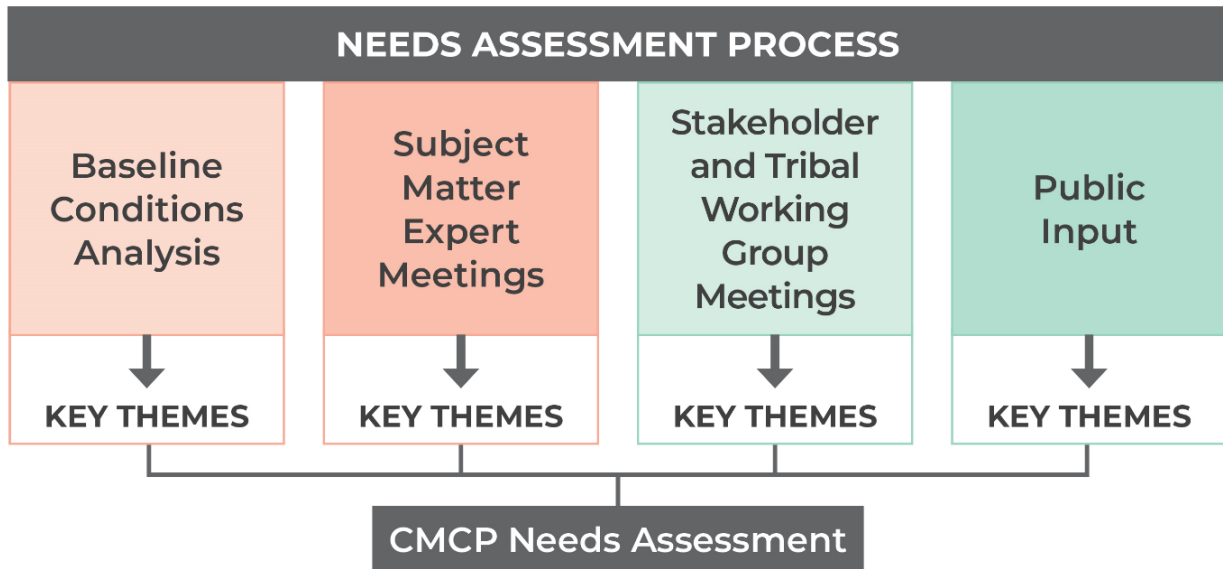 NEEDS ASSESSMENT PROCESS
Baseline
Conditions
Analysis
Subject
Matter
Expert
Meetings
Stakeholder
and Tribal
Working
Group
Meetings
Public
Input
KEY THEMES
KEY THEMES
KEY THEMES
KEY THEMES
CMCP Needs Assessment